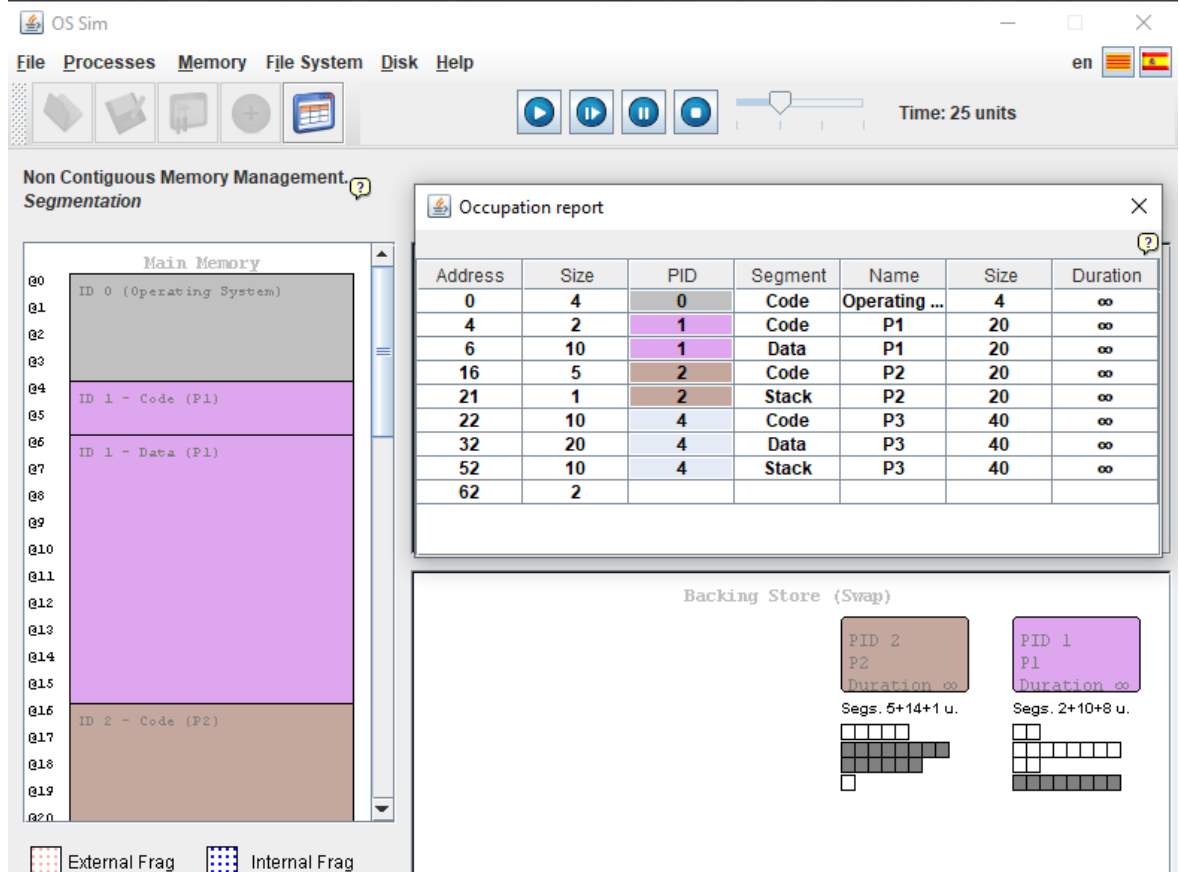 OS Sim
File Processes Memory File System Disk Help en
Time: 25 units
Non Contiguous Memory Management.
Segmentation
Main Memory
@0
ID 0 (Operating System)
@1
@2
@3
@4
ID 1 - Code (P1)
@5
@6
ID 1 - Data (P1)
@7
@8
@9
@10
@11
@12
@13
@14
@15
@16
ID 2 - Code (P2)
@17
@18
@19
@20
External Frag Internal Frag
Occupation report
Address Size PID Segment Name Size Duration
0 4 0 Code Operating ... 4 ∞
4 2 1 Code P1 20 ∞
6 10 1 Data P1 20 ∞
16 5 2 Code P2 20 ∞
21 1 2 Stack P2 20 ∞
22 10 4 Code P3 40 ∞
32 20 4 Data P3 40 ∞
52 10 4 Stack P3 40 ∞
62 2
Backing Store (Swap)
PID 2
P2
Duration ∞
Segs. 5+14+1 u.
PID 1
P1
Duration ∞
Segs. 2+10+8 u.